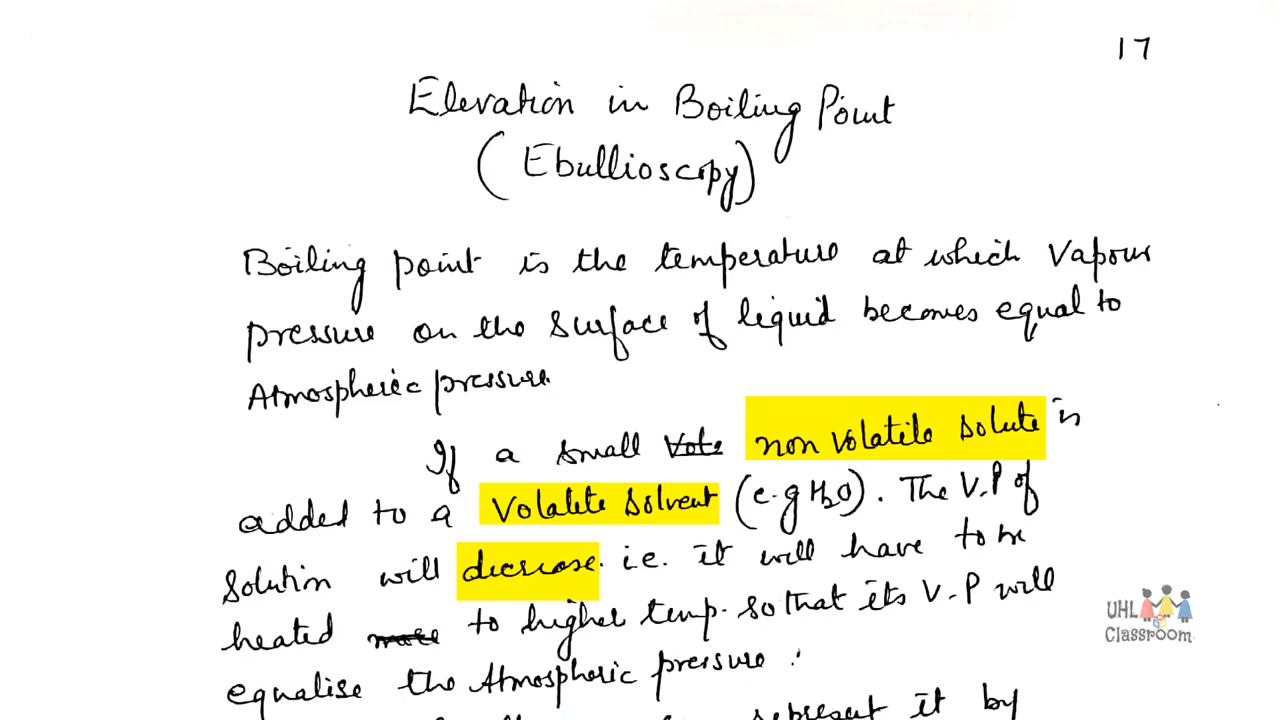 17
Elevation in Boiling Point
(Ebullioscopy)
Boiling point is the temperature at which Vapour
pressure on the surface of liquid becomes equal to
Atmospheric pressure
If a small non volatile solute is
added to a Volatile solvent (e.g H2O). The V.P of
Solution will decrease. i.e. it will have to be
heated to higher temp. so that its V.P will
equalise the Atmospheric pressure.
represent it by
UHL
Classroom